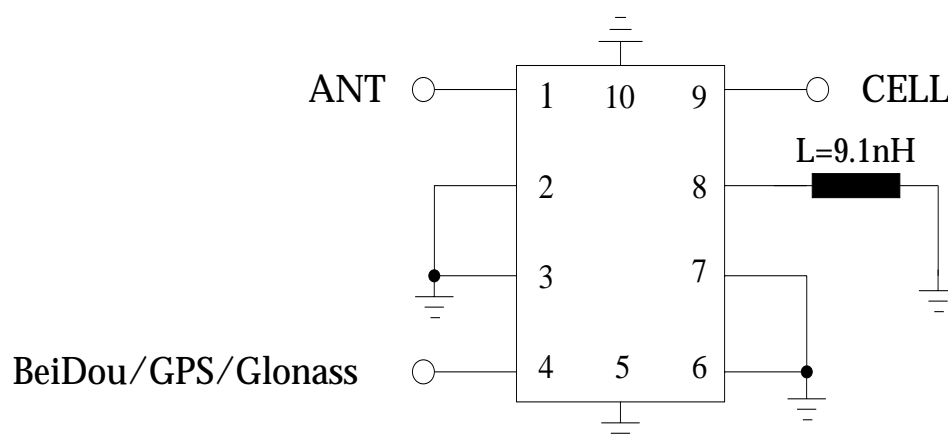 ANT 1 10 9 CELL
L=9.1nH
2 8
3 7
BeiDou/GPS/Glonass 4 5 6